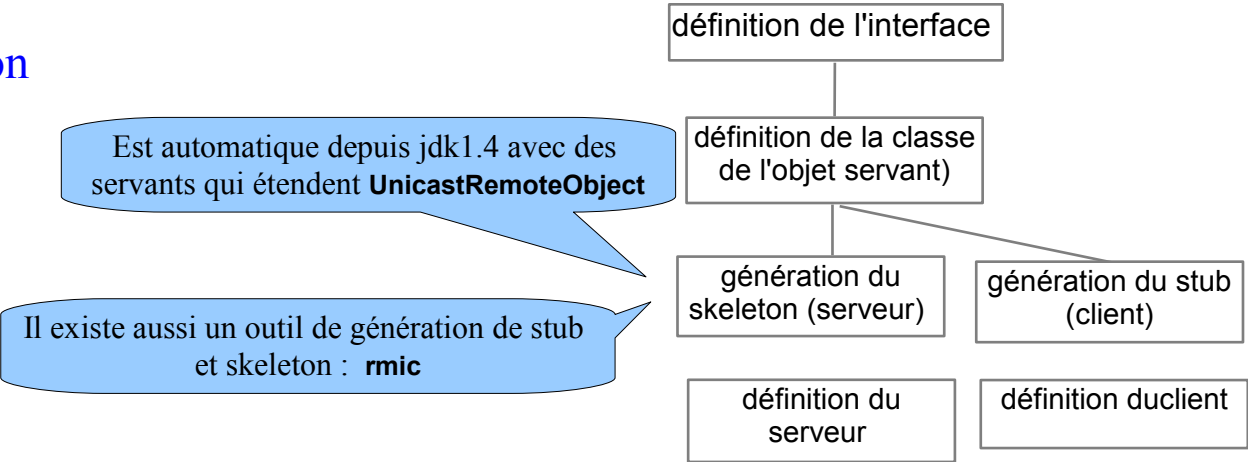 définition de l'interface
on
Est automatique depuis jdk1.4 avec des
servants qui étendent UnicastRemoteObject
définition de la classe
de l'objet servant)
génération du
skeleton (serveur)
génération du stub
(client)
Il existe aussi un outil de génération de stub
et skeleton : rmic
définition du
serveur
définition duclient